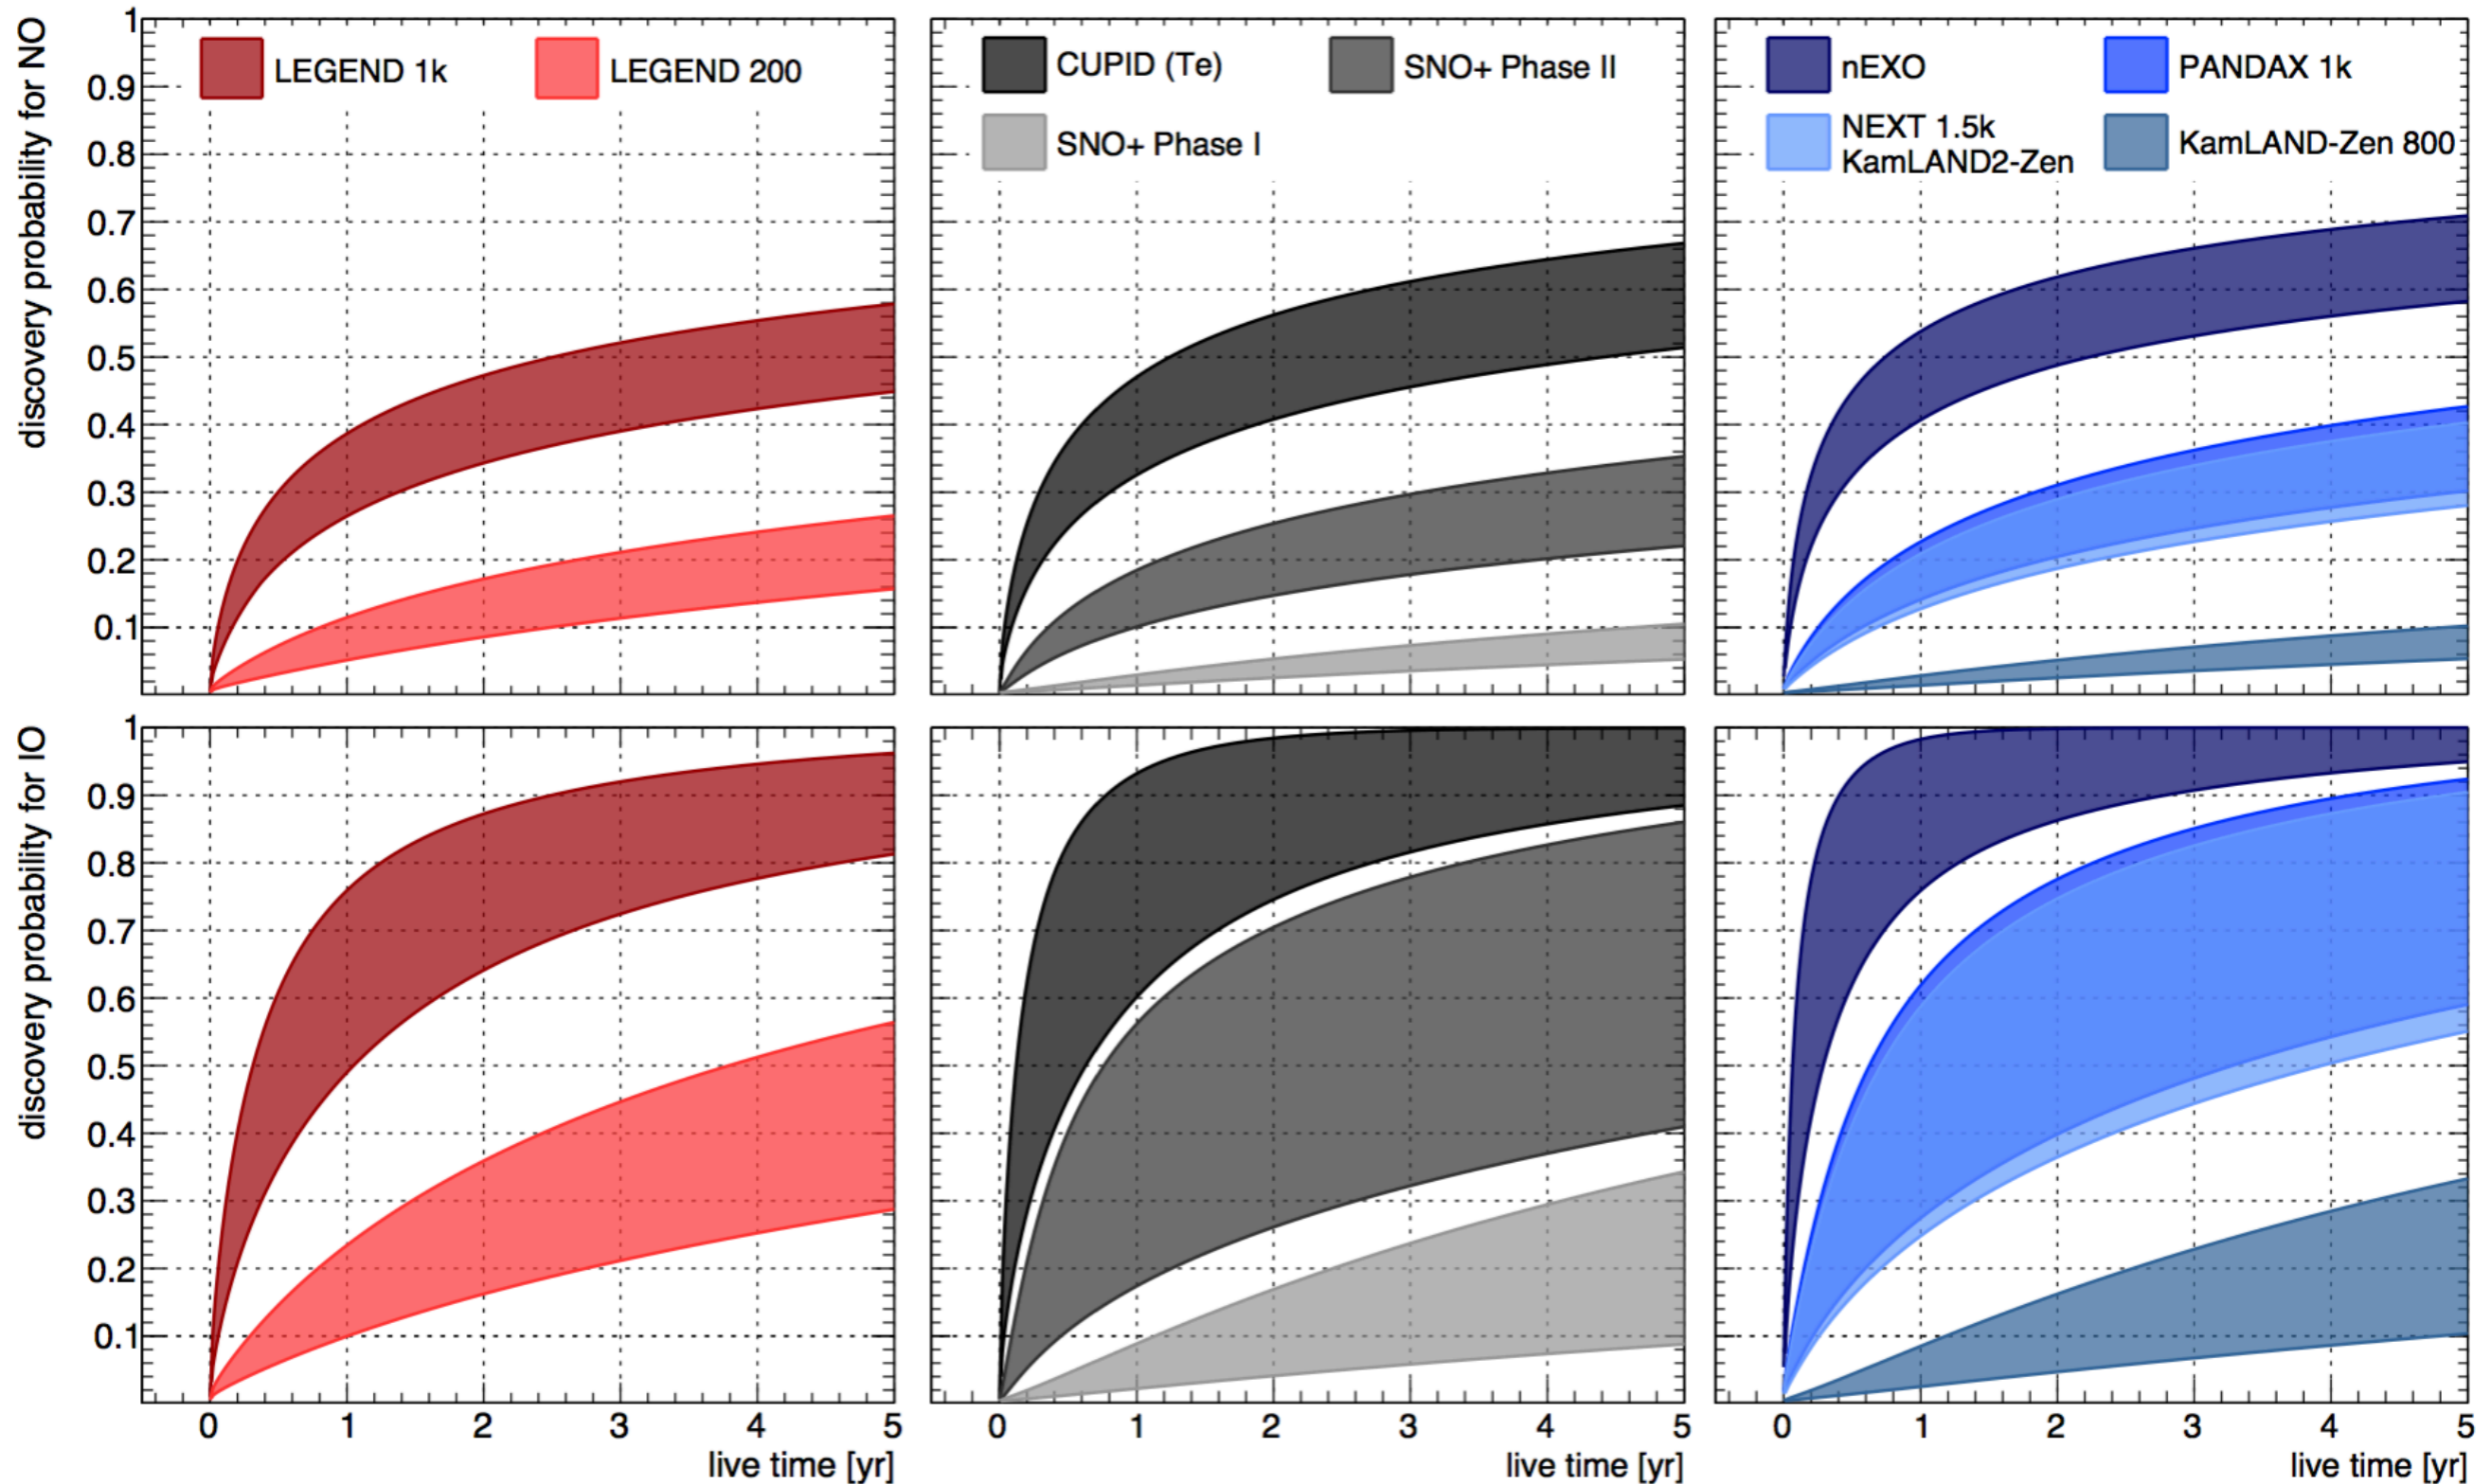 discovery probability for NO
1
0.9
0.8
0.7
0.6
0.5
0.4
0.3
0.2
0.1
LEGEND 1k
LEGEND 200
CUPID (Te)
SNO+ Phase II
SNO+ Phase I
nEXO
PANDAX 1k
NEXT 1.5k
KamLAND2-Zen
KamLAND-Zen 800
discovery probability for IO
1
0.9
0.8
0.7
0.6
0.5
0.4
0.3
0.2
0.1
0 1 2 3 4 5
live time [yr]
0 1 2 3 4 5
live time [yr]
0 1 2 3 4 5
live time [yr]